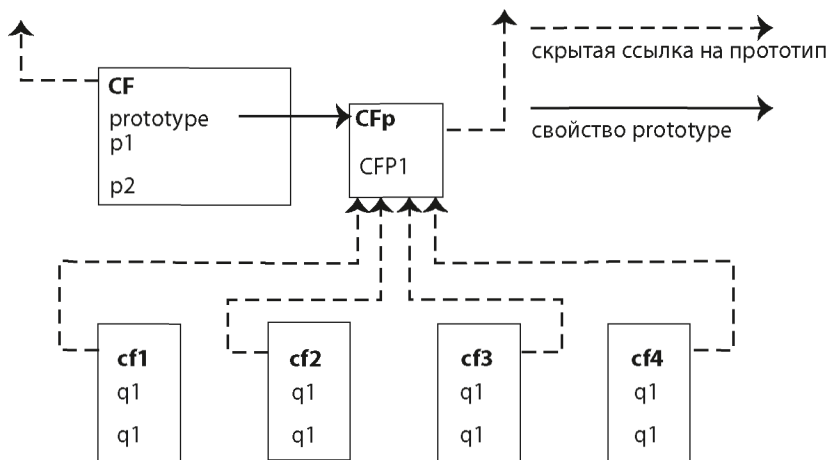 скрытая ссылка на прототип
свойство prototype
CF
prototype
p1
p2
CFp
CFP1
cf1
q1
q1
cf2
q1
q1
cf3
q1
q1
cf4
q1
q1